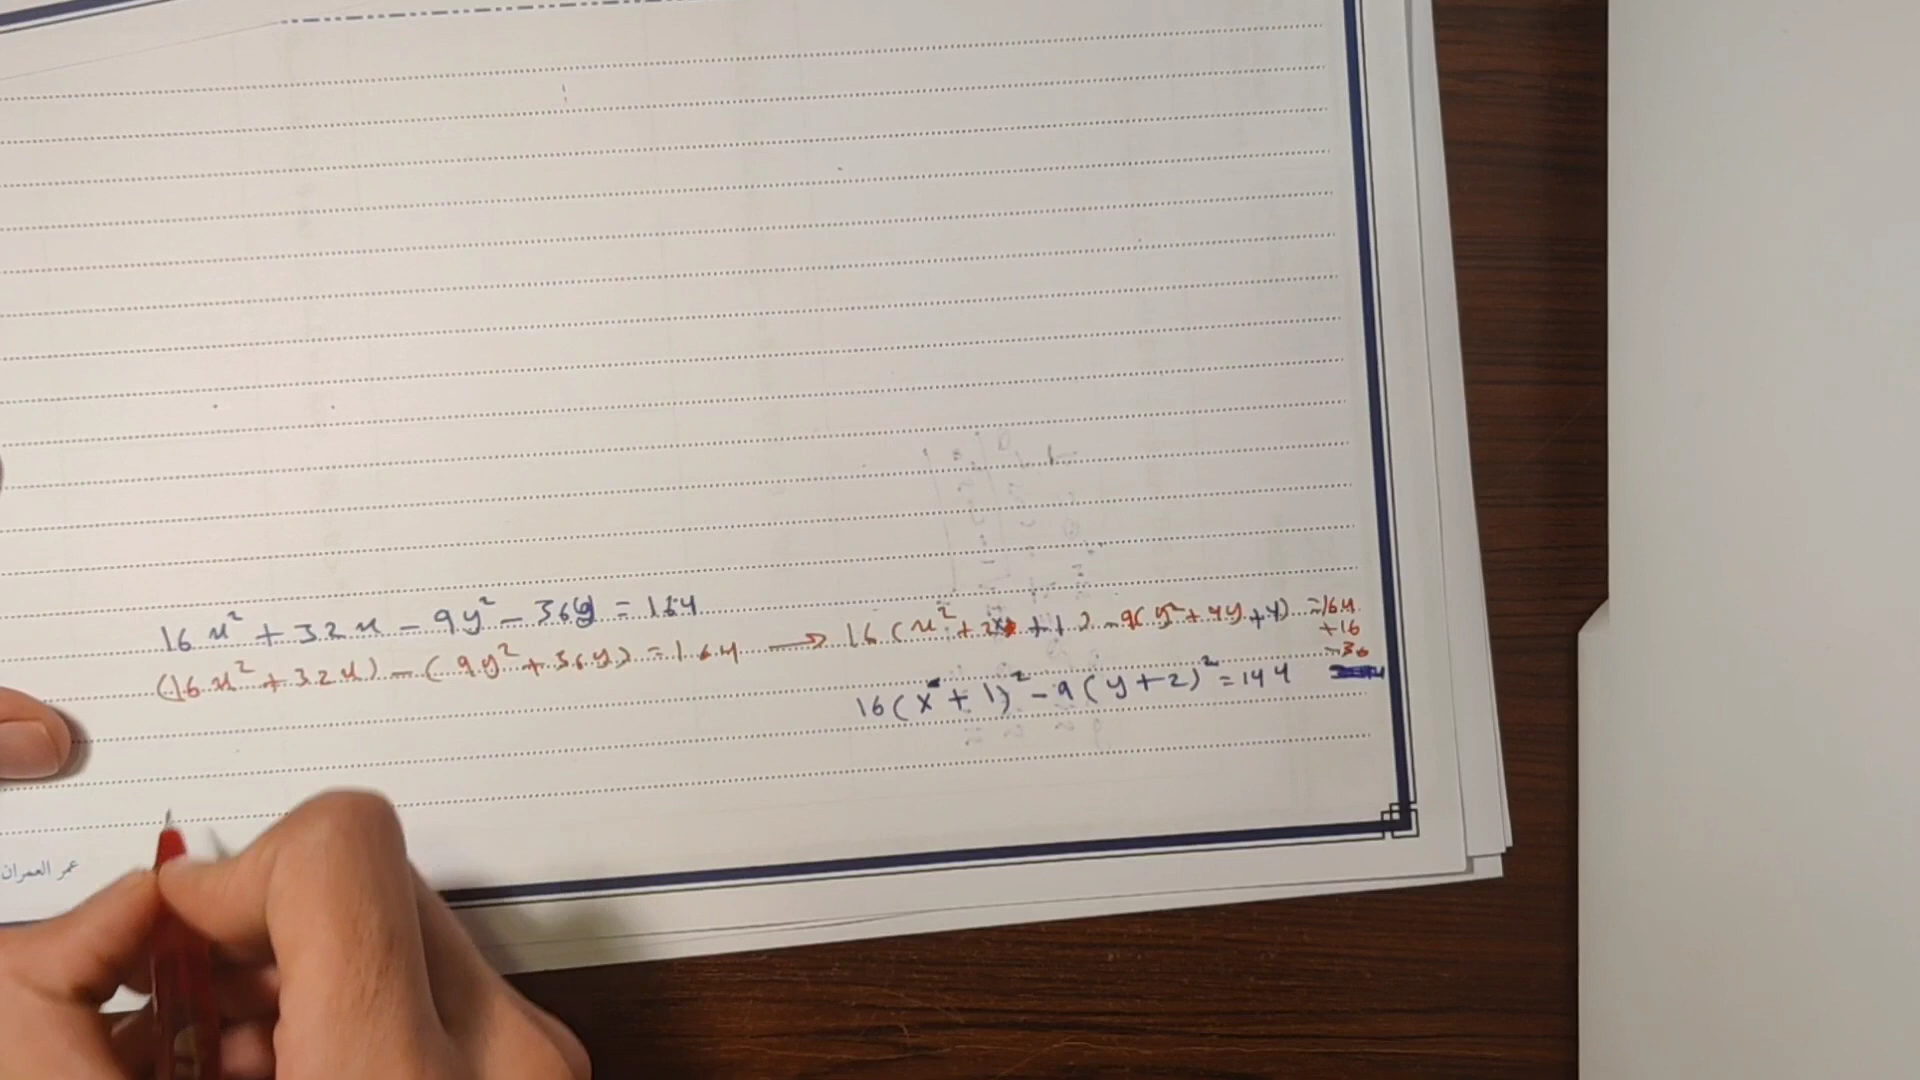 16x² + 32x - 9y² - 36y = 164
(16x² + 32x) - (9y² + 36y) = 164 → 16(x² + 2x + 1) - 9(y² + 4y + 4) = 164
+16
-36
16(x + 1)² - 9(y + 2)² = 144
عمر العمران